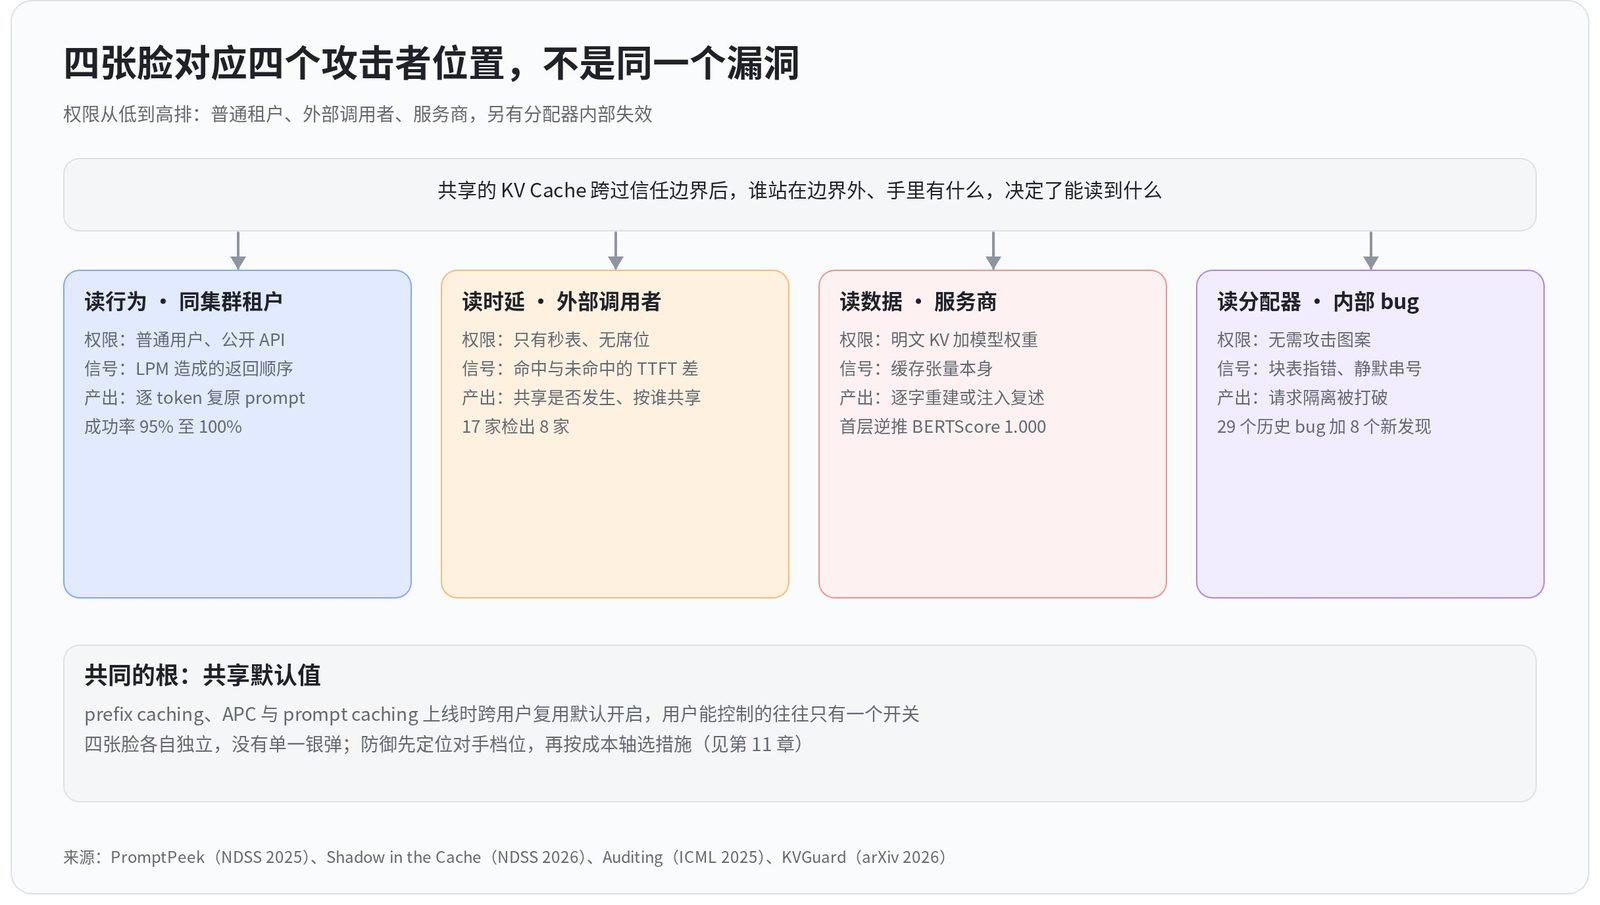 四张脸对应四个攻击者位置，不是同一个漏洞
权限从低到高排：普通租户、外部调用者、服务商，另有分配器内部失效
共享的 KV Cache 跨过信任边界后，谁站在边界外、手里有什么，决定了能读到什么
读行为 · 同集群租户
权限：普通用户、公开 API
信号：LPM 造成的返回顺序
产出：逐 token 复原 prompt
成功率 95% 至 100%
读时延 · 外部调用者
权限：只有秒表、无席位
信号：命中与未命中的 TTFT 差
产出：共享是否发生、按谁共享
17 家检出 8 家
读数据 · 服务商
权限：明文 KV 加模型权重
信号：缓存张量本身
产出：逐字重建或注入复述
首层逆推 BERTScore 1.000
读分配器 · 内部 bug
权限：无需攻击图案
信号：块表指错、静默串号
产出：请求隔离被打破
29 个历史 bug 加 8 个新发现
共同的根：共享默认值
prefix caching、APC 与 prompt caching 上线时跨用户复用默认开启，用户能控制的往往只有一个开关
四张脸各自独立，没有单一银弹；防御先定位对手档位，再按成本轴选措施（见第 11 章）
来源：PromptPeek（NDSS 2025）、Shadow in the Cache（NDSS 2026）、Auditing（ICML 2025）、KVGuard（arXiv 2026）